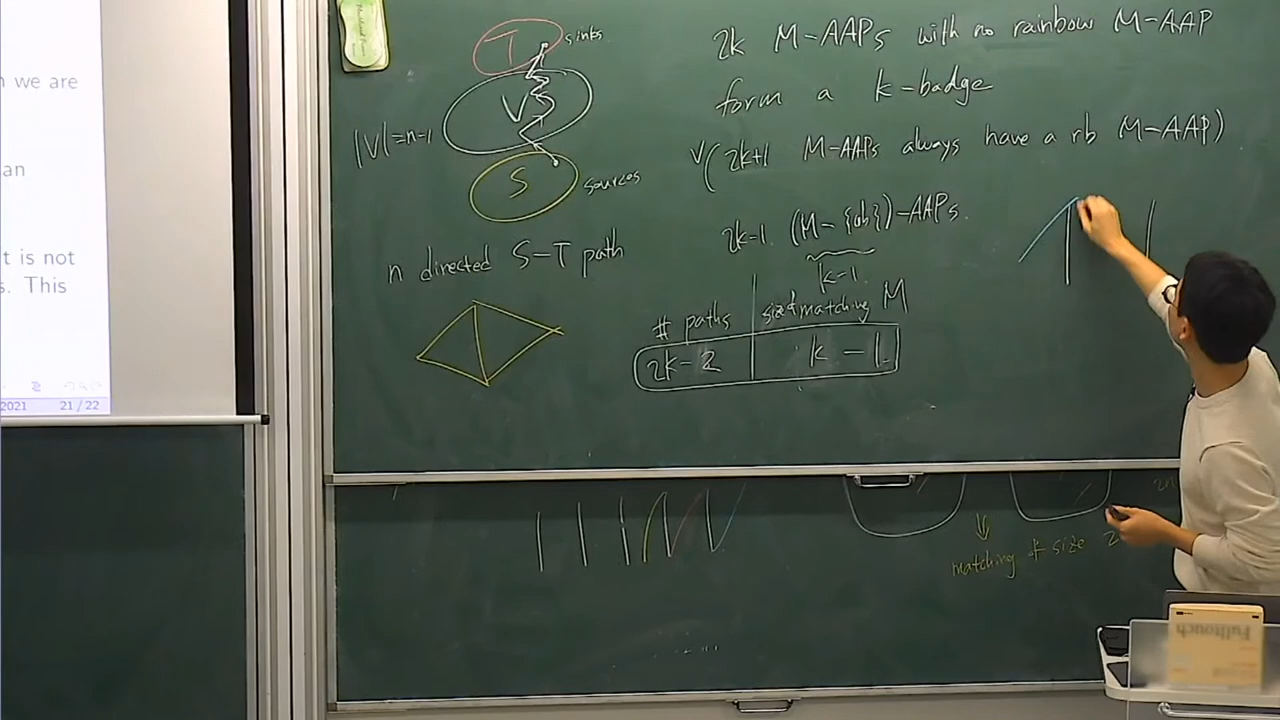 n we are
an
t is not
s. This
2021 21 / 22
T sinks
V
|V|=n-1
S sources
n directed S-T path
2k M-AAPs with no rainbow M-AAP
form a k-badge
(2k+1 M-AAPs always have a rb M-AAP)
2k-1 (M-{ab})-AAPs.
k-1.
# paths size of matching M
2k-2 k-1.
matching of size 2
Fulltouch